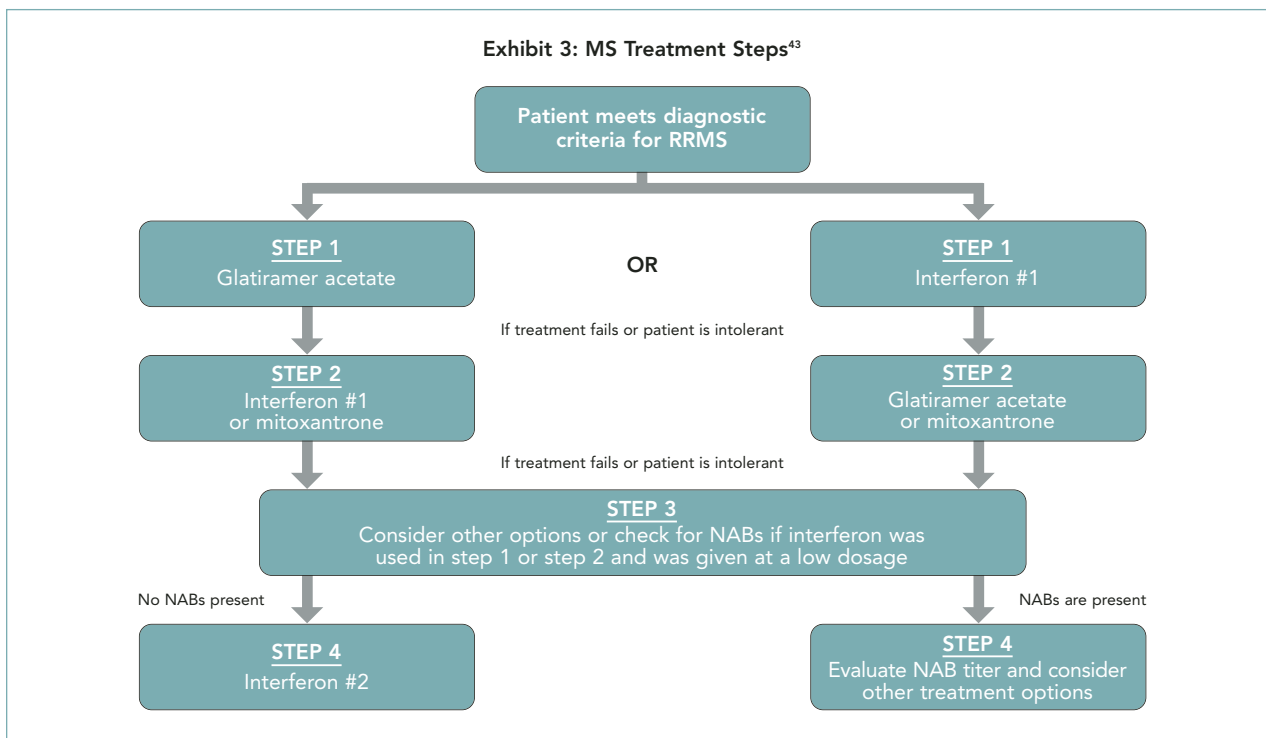 Exhibit 3: MS Treatment Steps43
Patient meets diagnostic
criteria for RRMS
STEP 1
Glatiramer acetate
OR
STEP 1
Interferon #1
If treatment fails or patient is intolerant
STEP 2
Interferon #1
or mitoxantrone
STEP 2
Glatiramer acetate
or mitoxantrone
If treatment fails or patient is intolerant
STEP 3
Consider other options or check for NABs if interferon was
used in step 1 or step 2 and was given at a low dosage
No NABs present
NABs are present
STEP 4
Interferon #2
STEP 4
Evaluate NAB titer and consider
other treatment options